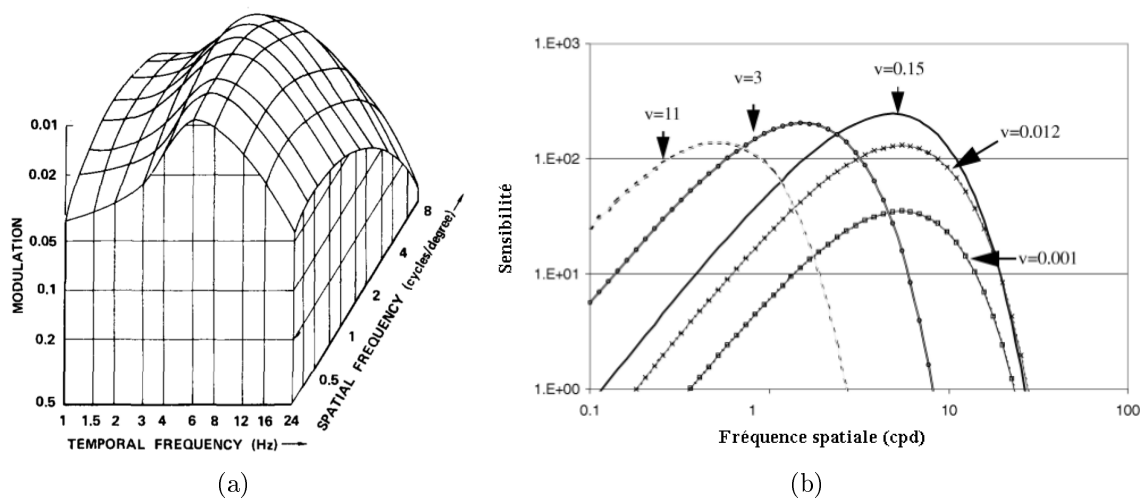 MODULATION
0.01
0.02
0.05
0.1
0.2
0.5
1 1.5 2 3 4 6 8 12 16 24
TEMPORAL FREQUENCY (Hz)
0.5
1
2
4
8
SPATIAL FREQUENCY (cycles/degree)
(a)
Sensibilité
1.E+03
1.E+02
1.E+01
1.E+00
0.1 1 10 100
Fréquence spatiale (cpd)
v=11
v=3
v=0.15
v=0.012
v=0.001
(b)